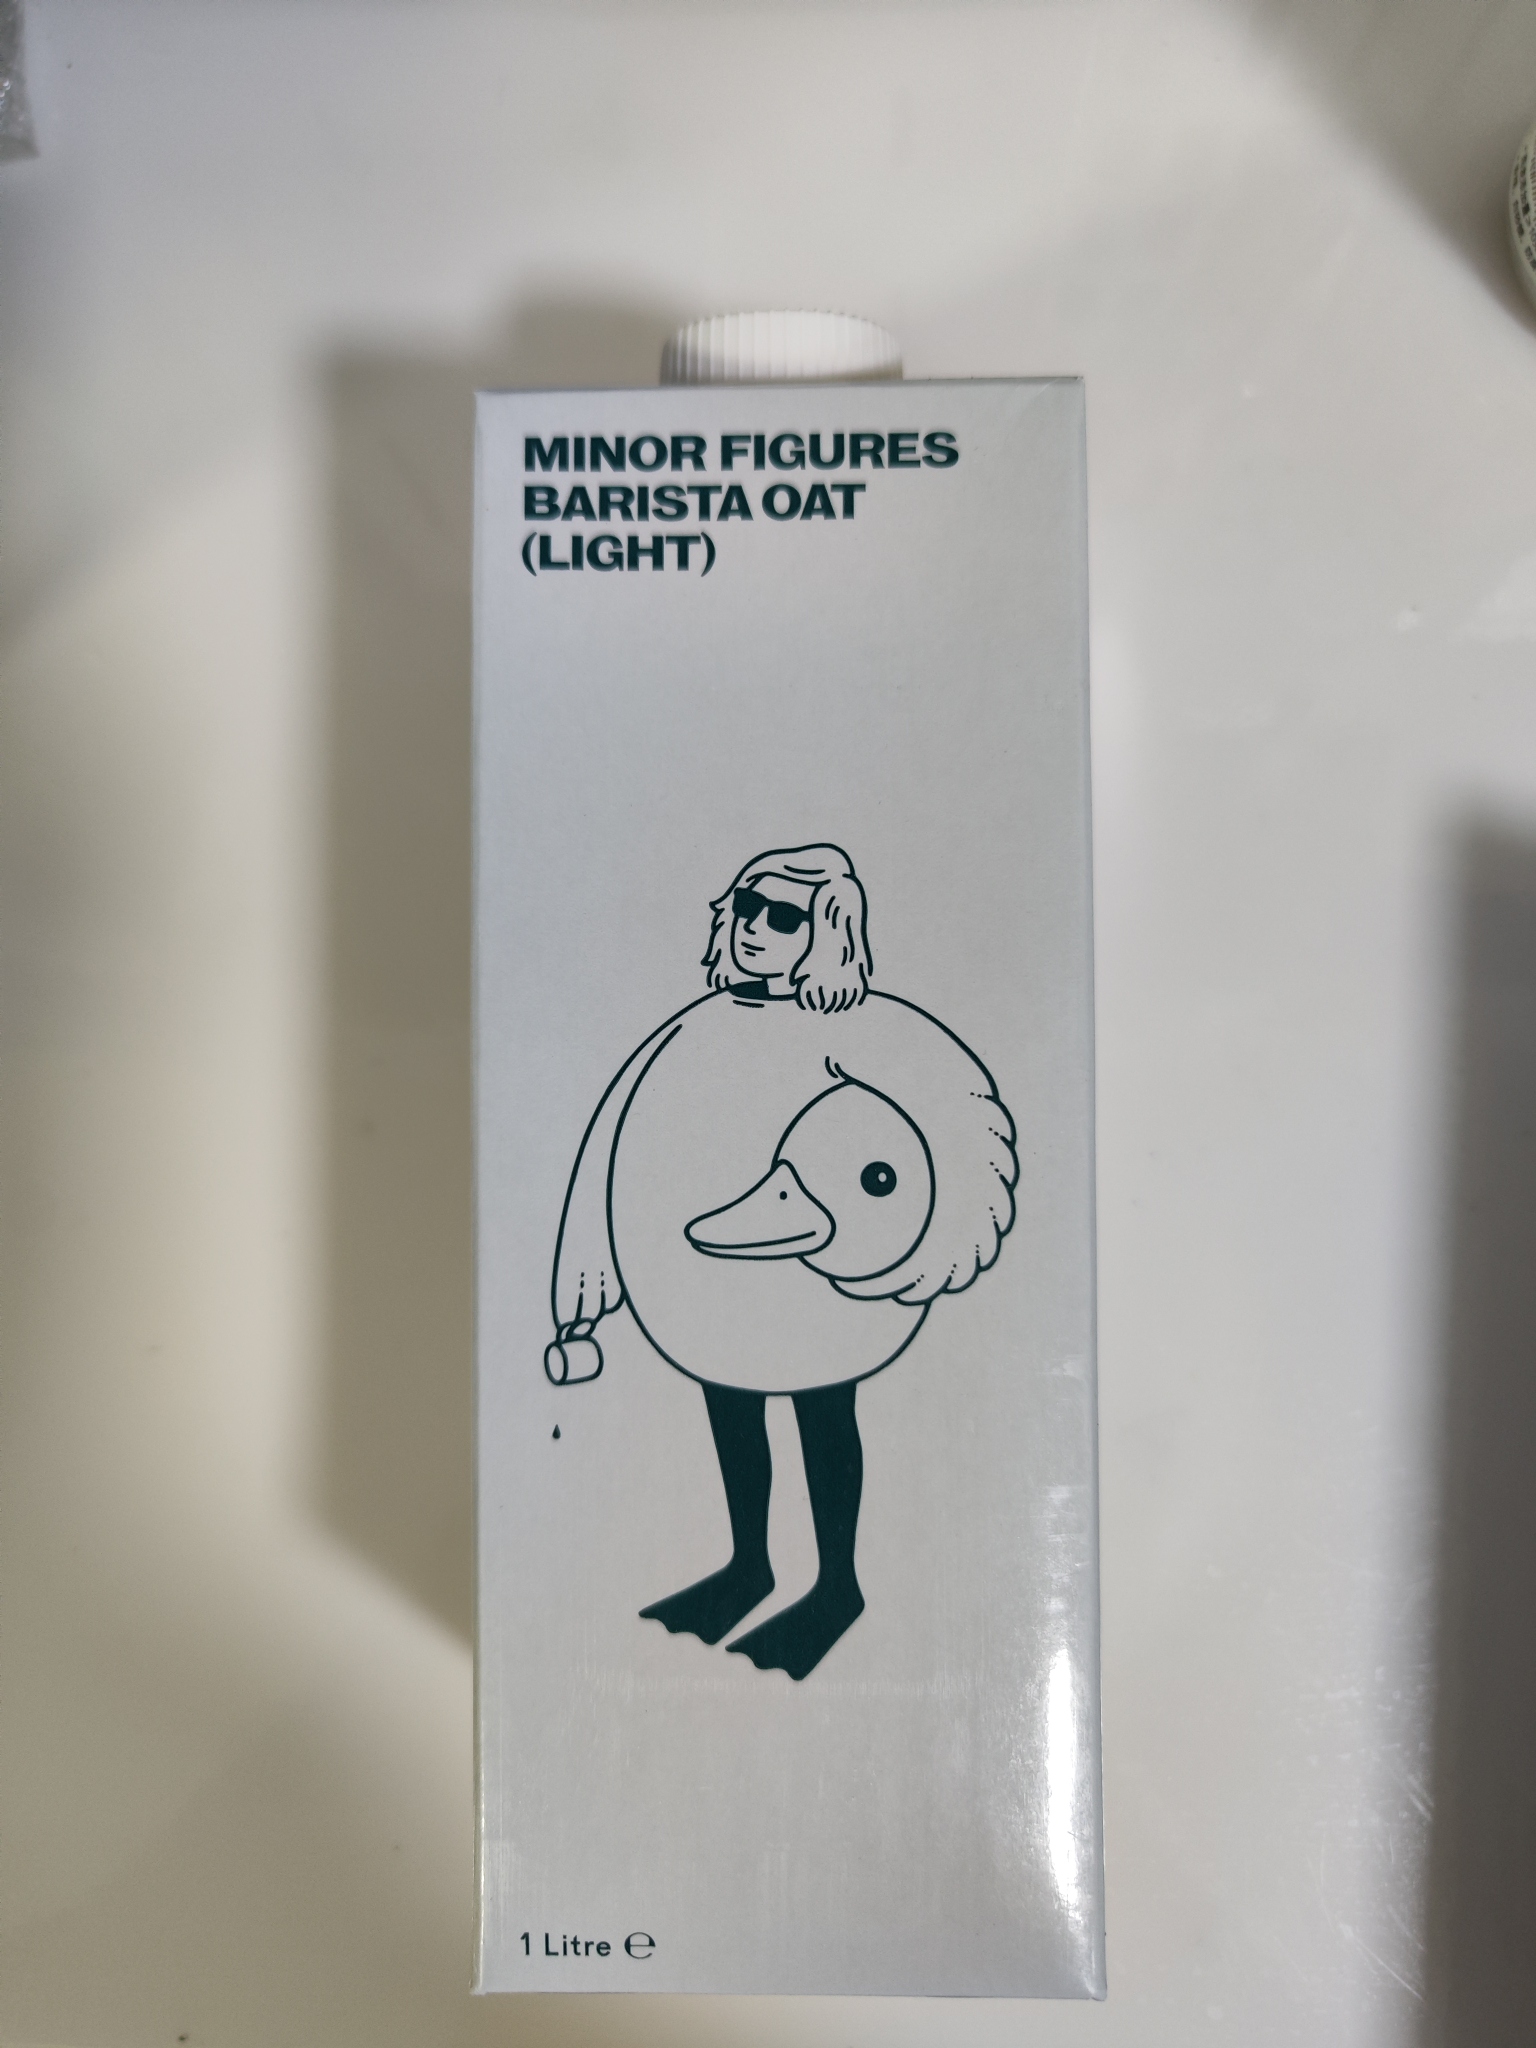 MINOR FIGURES
BARISTA OAT
(LIGHT)
1 Litre ℮